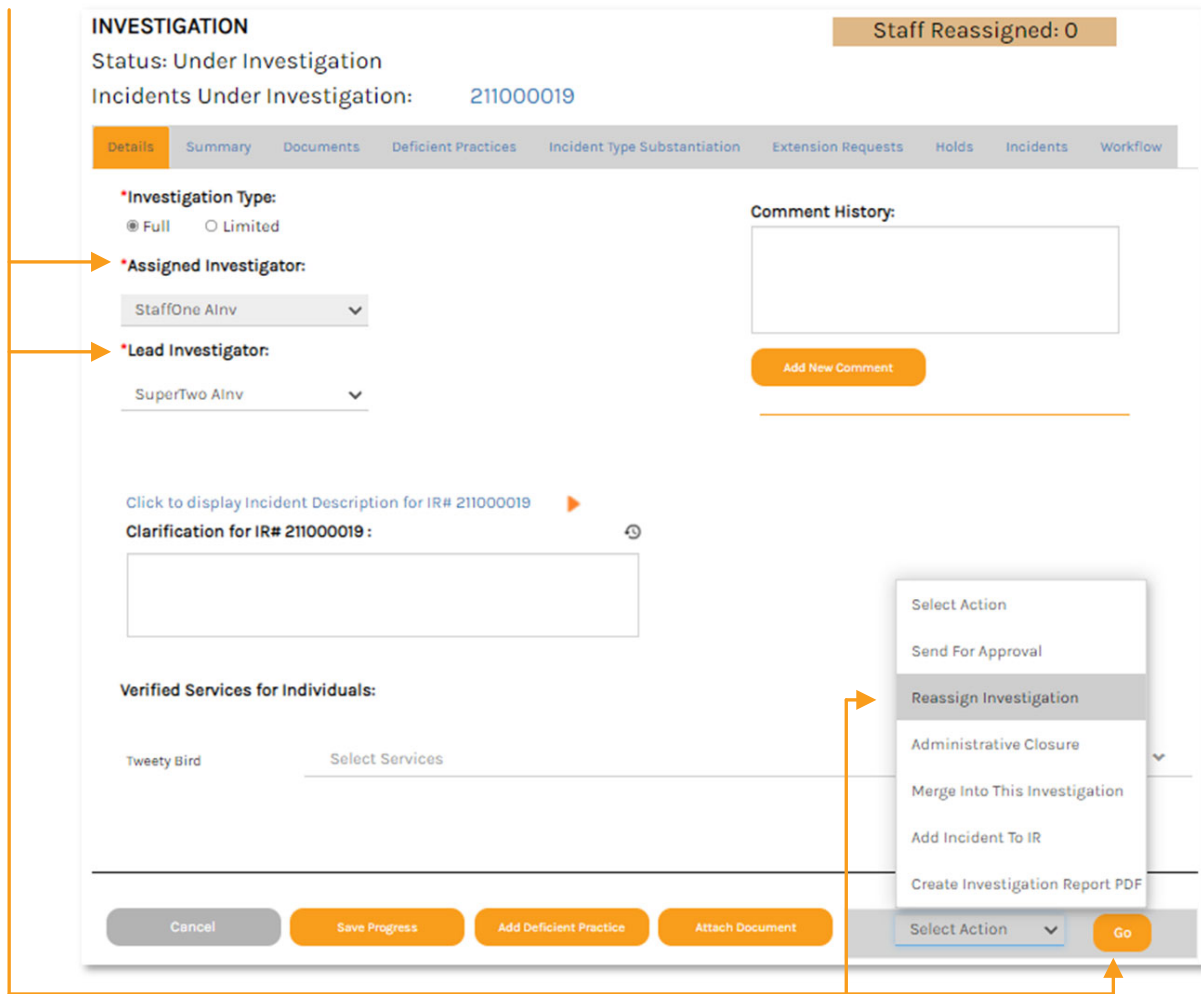 INVESTIGATION
Staff Reassigned: 0
Status: Under Investigation
Incidents Under Investigation: 211000019
Details Summary Documents Deficient Practices Incident Type Substantiation Extension Requests Holds Incidents Workflow
*Investigation Type:
Full Limited
Comment History:
*Assigned Investigator:
StaffOne AInv
*Lead Investigator:
Add New Comment
SuperTwo AInv
Click to display Incident Description for IR# 211000019
Clarification for IR# 211000019 :
Select Action
Send For Approval
Verified Services for Individuals:
Reassign Investigation
Administrative Closure
Tweety Bird Select Services
Merge Into This Investigation
Add Incident To IR
Create Investigation Report PDF
Cancel Save Progress Add Deficient Practice Attach Document Select Action Go